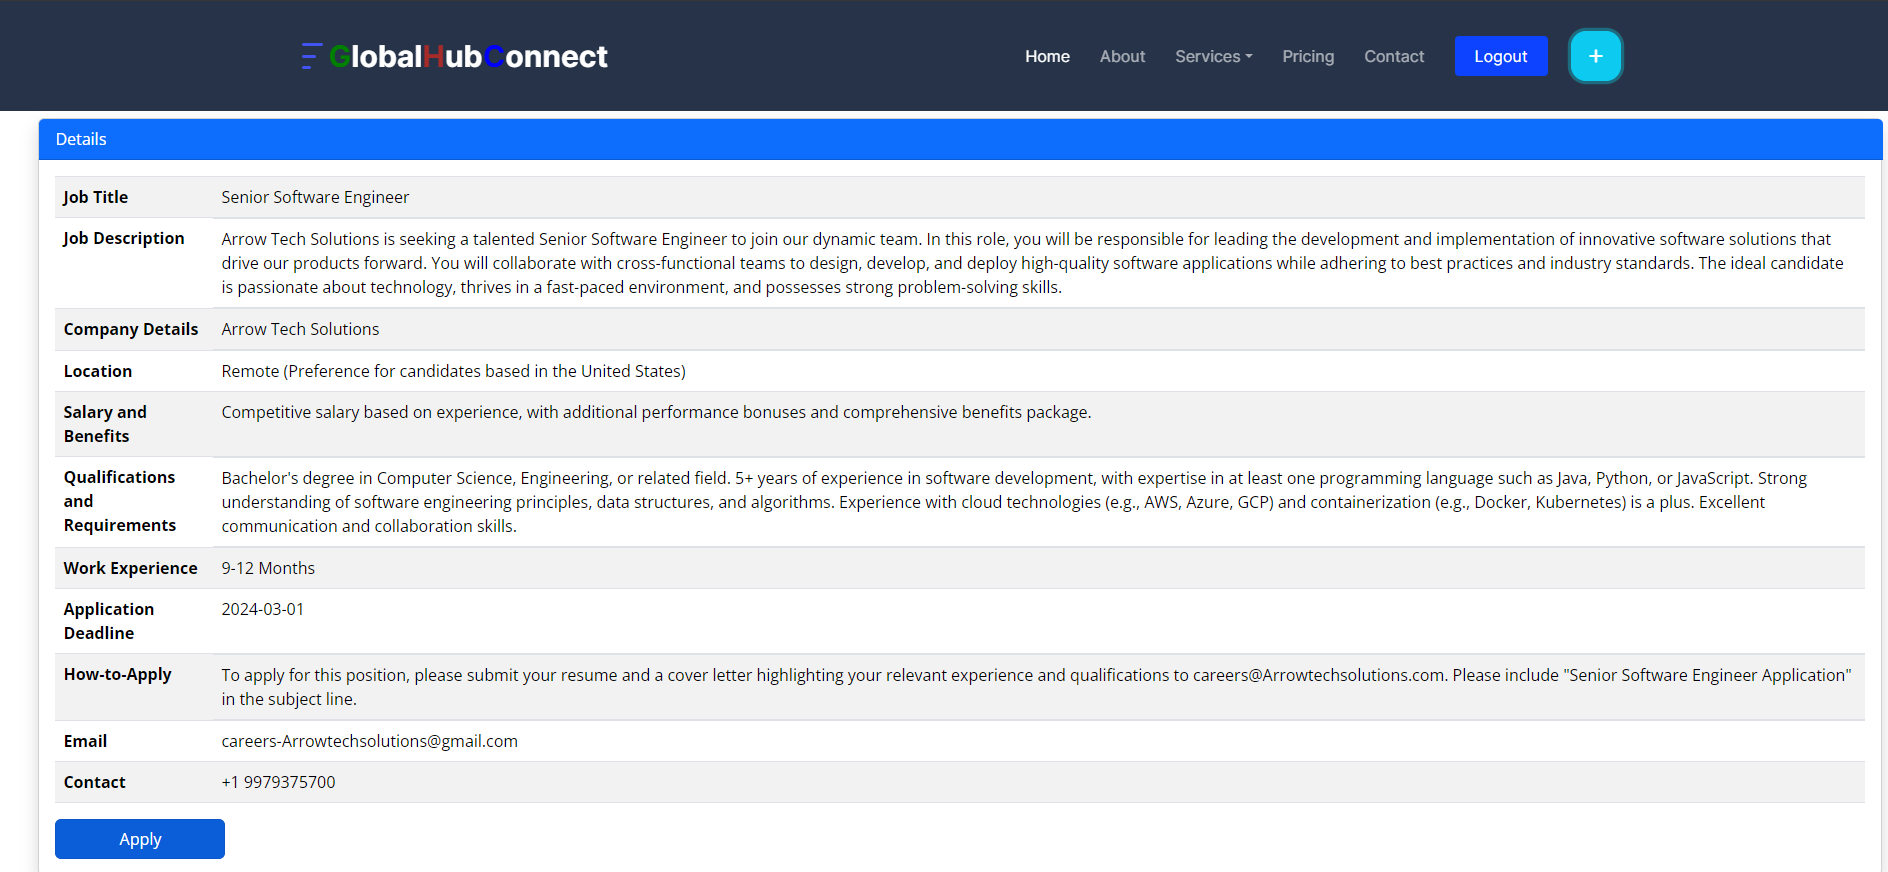 GlobalHubConnect
Home About Services Pricing Contact Logout +
Details
Job Title Senior Software Engineer
Job Description Arrow Tech Solutions is seeking a talented Senior Software Engineer to join our dynamic team. In this role, you will be responsible for leading the development and implementation of innovative software solutions that
drive our products forward. You will collaborate with cross-functional teams to design, develop, and deploy high-quality software applications while adhering to best practices and industry standards. The ideal candidate
is passionate about technology, thrives in a fast-paced environment, and possesses strong problem-solving skills.
Company Details Arrow Tech Solutions
Location Remote (Preference for candidates based in the United States)
Salary and
Benefits
Competitive salary based on experience, with additional performance bonuses and comprehensive benefits package.
Qualifications
and
Requirements
Bachelor's degree in Computer Science, Engineering, or related field. 5+ years of experience in software development, with expertise in at least one programming language such as Java, Python, or JavaScript. Strong
understanding of software engineering principles, data structures, and algorithms. Experience with cloud technologies (e.g., AWS, Azure, GCP) and containerization (e.g., Docker, Kubernetes) is a plus. Excellent
communication and collaboration skills.
Work Experience 9-12 Months
Application
Deadline
2024-03-01
How-to-Apply To apply for this position, please submit your resume and a cover letter highlighting your relevant experience and qualifications to careers@Arrowtechsolutions.com. Please include "Senior Software Engineer Application"
in the subject line.
Email careers-Arrowtechsolutions@gmail.com
Contact +1 9979375700
Apply